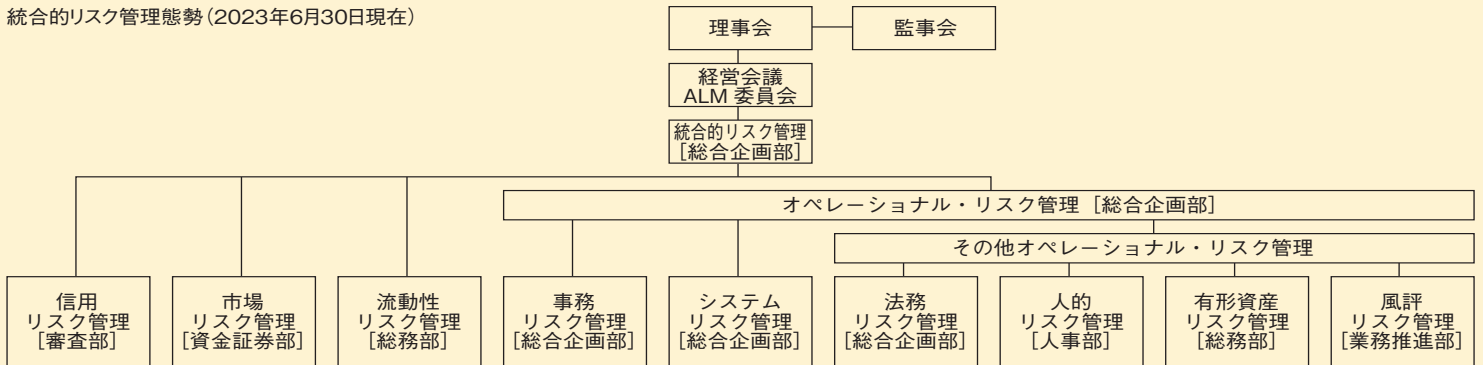 統合的リスク管理態勢(2023年6月30日現在)
理事会
監事会
経営会議
ALM 委員会
統合的リスク管理
[総合企画部]
オペレーショナル・リスク管理 [総合企画部]
その他オペレーショナル・リスク管理
信用
リスク管理
[審査部]
市場
リスク管理
[資金証券部]
流動性
リスク管理
[総務部]
事務
リスク管理
[総合企画部]
システム
リスク管理
[総合企画部]
法務
リスク管理
[総合企画部]
人的
リスク管理
[人事部]
有形資産
リスク管理
[総務部]
風評
リスク管理
[業務推進部]